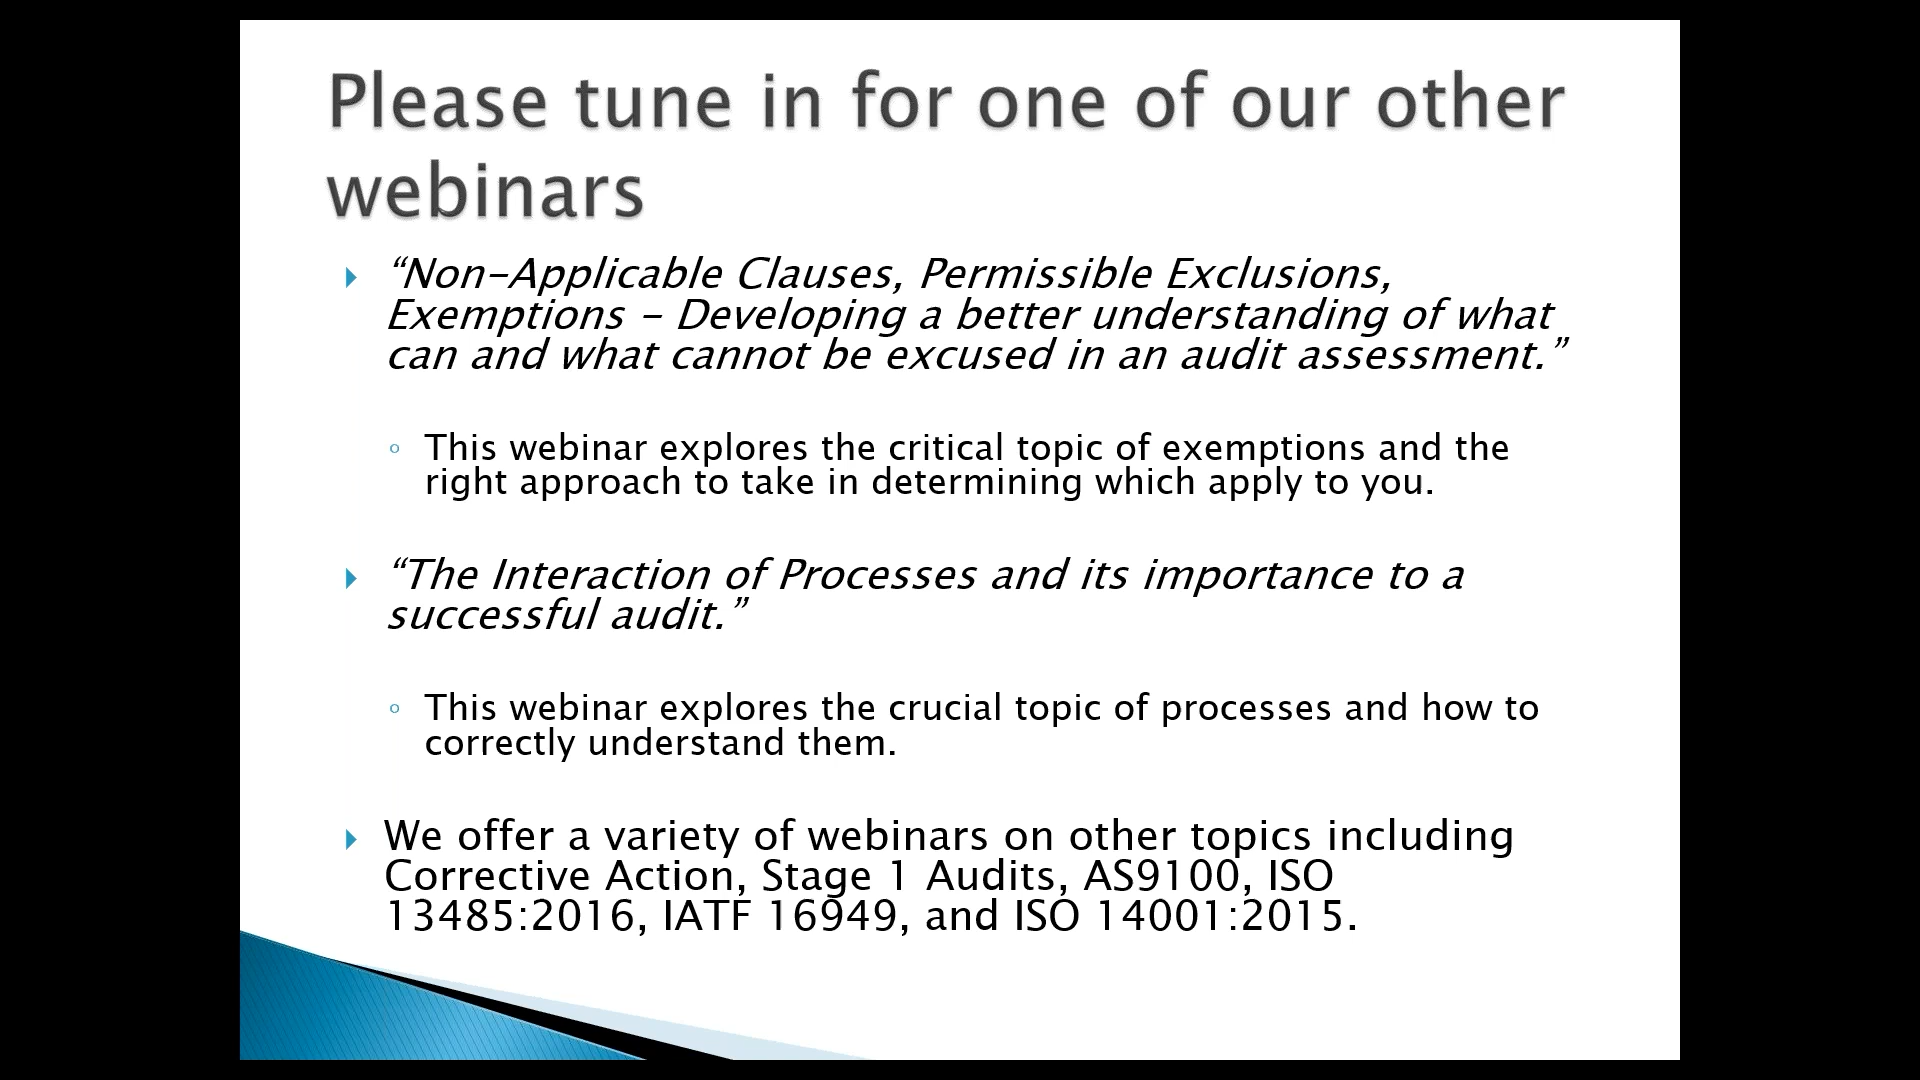 Please tune in for one of our other
webinars
“Non-Applicable Clauses, Permissible Exclusions,
Exemptions - Developing a better understanding of what
can and what cannot be excused in an audit assessment.”
This webinar explores the critical topic of exemptions and the
right approach to take in determining which apply to you.
“The Interaction of Processes and its importance to a
successful audit.”
This webinar explores the crucial topic of processes and how to
correctly understand them.
We offer a variety of webinars on other topics including
Corrective Action, Stage 1 Audits, AS9100, ISO
13485:2016, IATF 16949, and ISO 14001:2015.